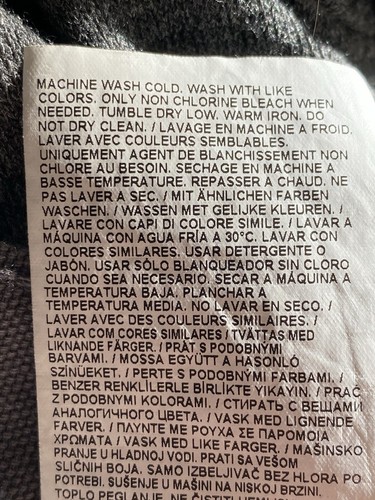 MACHINE WASH COLD. WASH WITH LIKE
COLORS. ONLY NON CHLORINE BLEACH WHEN
NEEDED. TUMBLE DRY LOW. WARM IRON. DO
NOT DRY CLEAN. / LAVAGE EN MACHINE A FROID.
LAVER AVEC COULEURS SEMBLABLES.
UNIQUEMENT AGENT DE BLANCHISSEMENT NON
CHLORE AU BESOIN. SECHAGE EN MACHINE A
BASSE TEMPERATURE. REPASSER A CHAUD. NE
PAS LAVER A SEC. / MIT ÄHNLICHEN FARBEN
WASCHEN. / WASSEN MET GELIJKE KLEUREN. /
LAVARE CON CAPI DI COLORE SIMILE. / LAVAR A
MÁQUINA CON AGUA FRÍA A 30°C. LAVAR CON
COLORES SIMILARES. USAR DETERGENTE O
JABÓN. USAR SÓLO BLANQUEADOR SIN CLORO
CUANDO SEA NECESARIO. SECAR A MÁQUINA A
TEMPERATURA BAJA. PLANCHAR A
TEMPERATURA MEDIA. NO LAVAR EN SECO. /
LAVER AVEC DES COULEURS SIMILAIRES. /
LAVAR COM CORES SIMILARES / TVÄTTAS MED
LIKNANDE FÄRGER. / PRÁT S PODOBNÝMI
BARVAMI. / MOSSA EGYÜTT A HASONLÓ
SZÍNÜEKET. / PERTE S PODOBNÝMI FARBAMI. /
BENZER RENKLİLERLE BİRLİKTE YIKAYIN. / PRAĆ
Z PODOBNYMI KOLORAMI. / СТИРАТЬ С ВЕЩАМИ
АНАЛОГИЧНОГО ЦВЕТА. / VASK MED LIGNENDE
FARVER. / ΠΛΥΝΤΕ ΜΕ ΡΟΥΧΑ ΣΕ ΠΑΡΟΜΟΙΑ
ΧΡΩΜΑΤΑ / VASK MED LIKE FARGER. / MAŠINSKO
PRANJE U HLADNOJ VODI. PRATI SA VEŠOM
SLIČNIH BOJA. SAMO IZBELJIVAČ BEZ HLORA PO
POTREBI. SUŠENJE U MAŠINI NA NISKOJ BRZINI
TOPLO PEGLANJE. NE ČISTITI